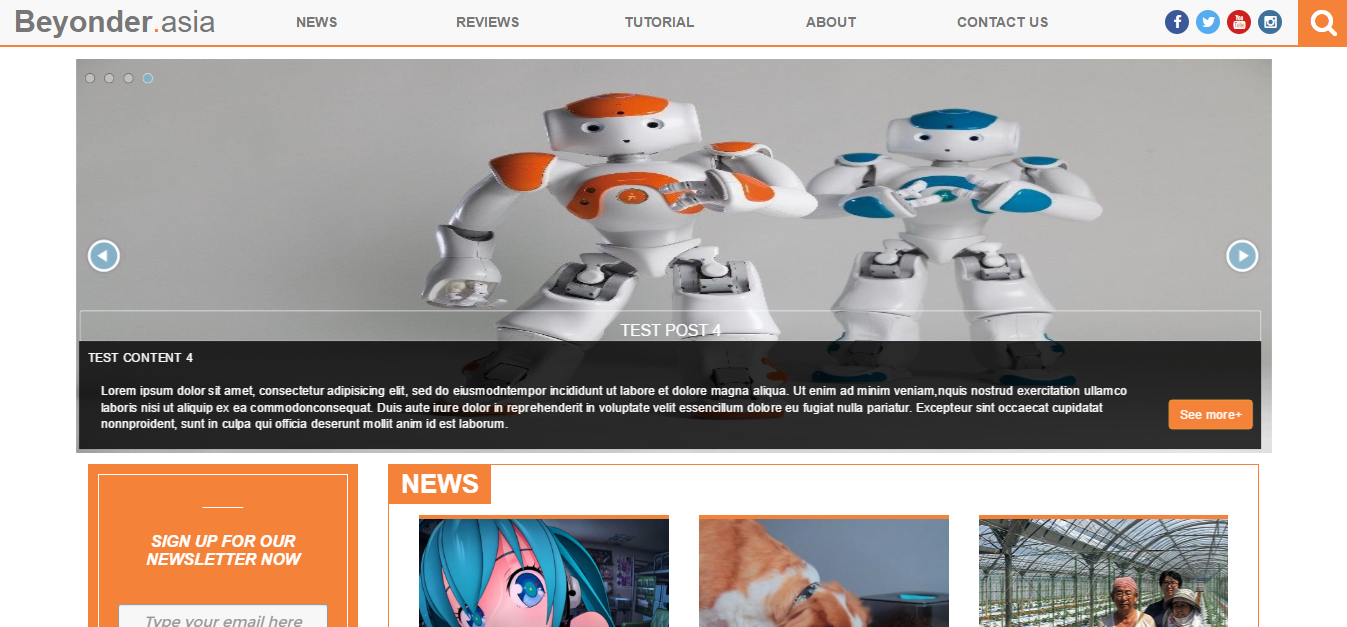 Beyonder.asia
NEWS
REVIEWS
TUTORIAL
ABOUT
CONTACT US
TEST POST 4
TEST CONTENT 4
Lorem ipsum dolor sit amet, consectetur adipisicing elit, sed do eiusmodntempor incididunt ut labore et dolore magna aliqua. Ut enim ad minim veniam,nquis nostrud exercitation ullamco
laboris nisi ut aliquip ex ea commodonconsequat. Duis aute irure dolor in reprehenderit in voluptate velit essencillum dolore eu fugiat nulla pariatur. Excepteur sint occaecat cupidatat
nonnproident, sunt in culpa qui officia deserunt mollit anim id est laborum.
See more+
SIGN UP FOR OUR
NEWSLETTER NOW
Type your email here
NEWS